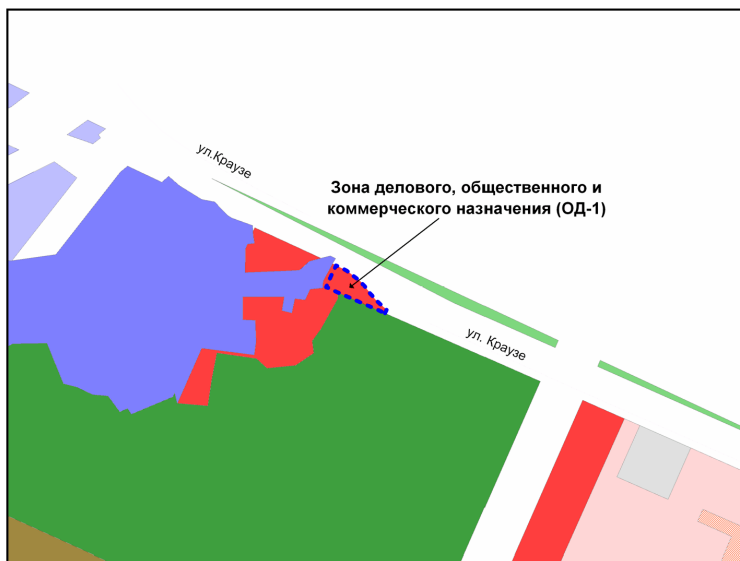 ул.Краузе
Зона делового, общественного и
коммерческого назначения (ОД-1)
ул. Краузе